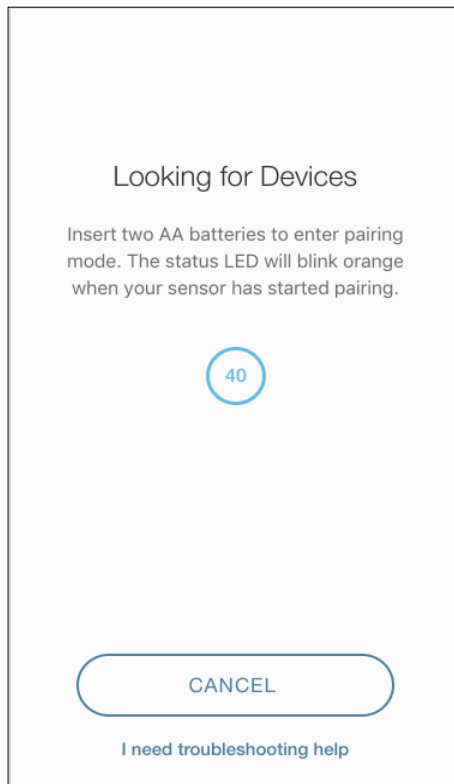 Looking for Devices
Insert two AA batteries to enter pairing
mode. The status LED will blink orange
when your sensor has started pairing.
40
CANCEL
I need troubleshooting help